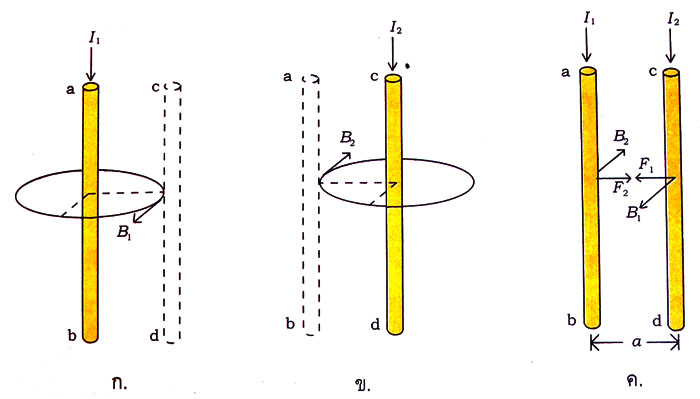 I₁
a
c
B₁
b
d
ก.
I₂
a
c
B₂
b
d
ข.
I₁
I₂
a
c
B₂
F₁
F₂
B₁
b
d
a
ค.